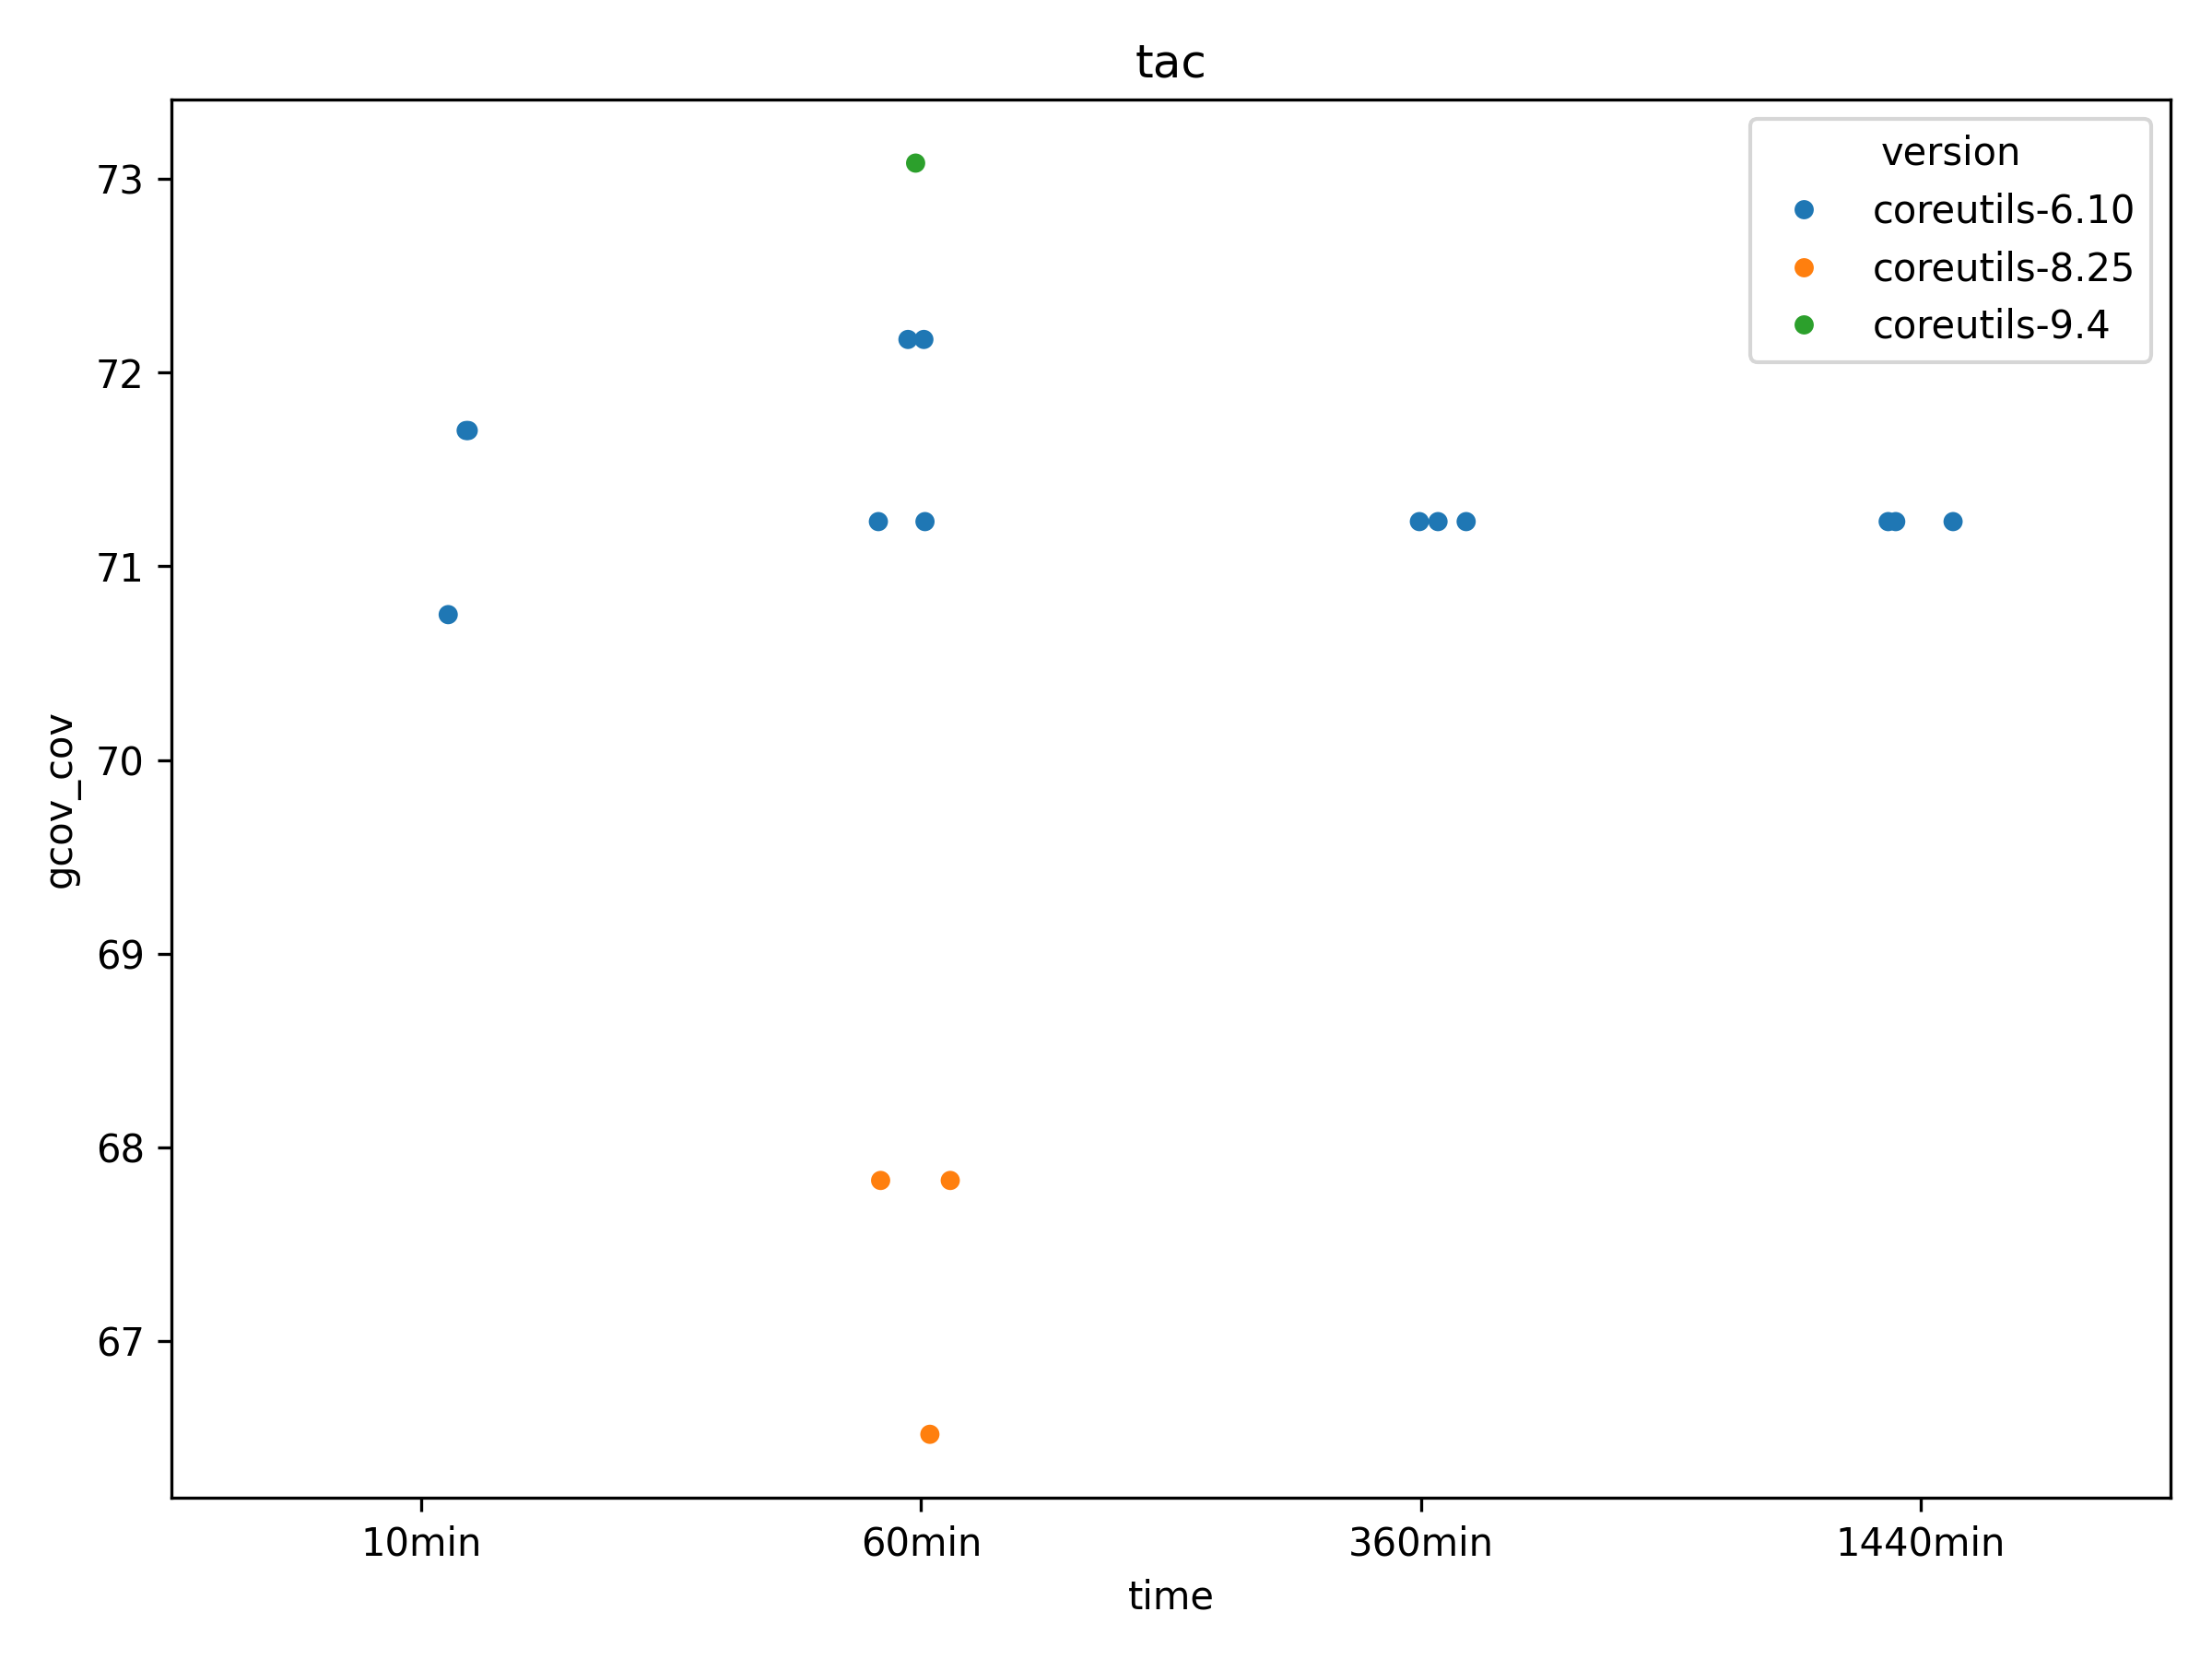 tac
version
coreutils-6.10
coreutils-8.25
coreutils-9.4
gcov_cov
73
72
71
70
69
68
67
10min
60min
360min
1440min
time